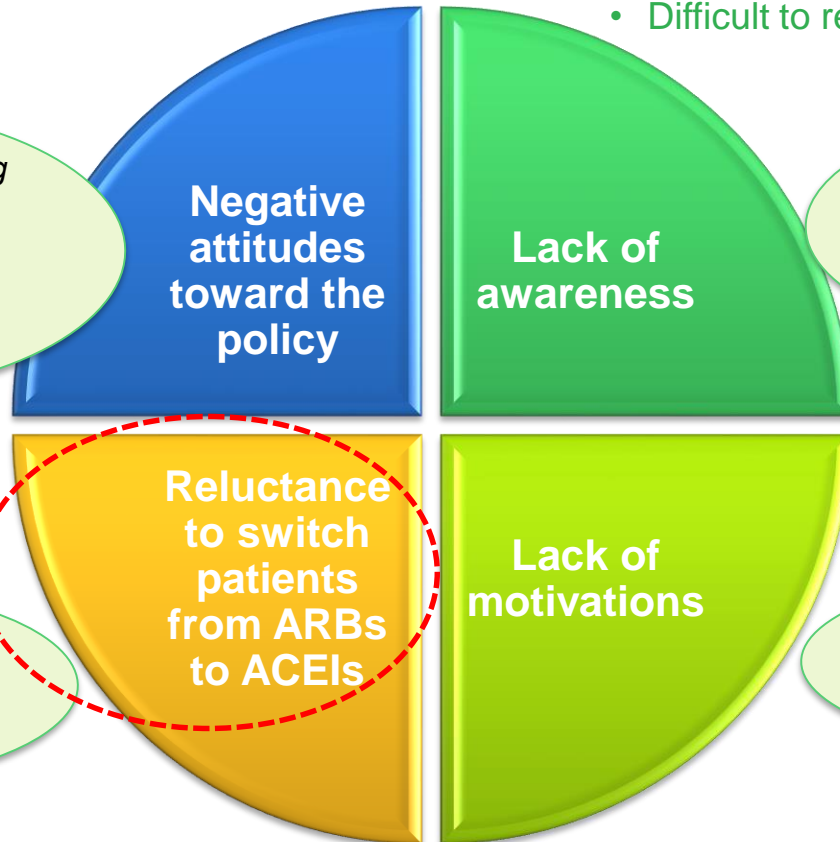 • Difficult to re
Negative
attitudes
toward the
policy
Lack of
awareness
Reluctance
to switch
patients
from ARBs
to ACEIs
Lack of
motivations